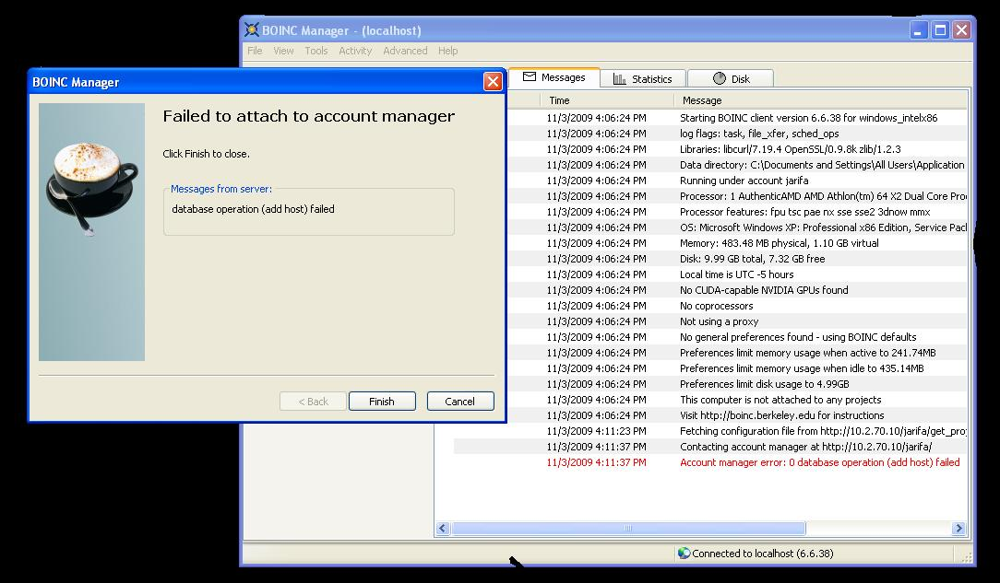 BOINC Manager - (localhost)
File View Tools Activity Advanced Help
Messages Statistics Disk
Time Message
11/3/2009 4:06:24 PM Starting BOINC client version 6.6.38 for windows_intelx86
11/3/2009 4:06:24 PM log flags: task, file_xfer, sched_ops
11/3/2009 4:06:24 PM Libraries: libcurl/7.19.4 OpenSSL/0.9.8k zlib/1.2.3
11/3/2009 4:06:24 PM Data directory: C:\Documents and Settings\All Users\Application
11/3/2009 4:06:24 PM Running under account jarifa
11/3/2009 4:06:24 PM Processor: 1 AuthenticAMD AMD Athlon(tm) 64 X2 Dual Core Pro
11/3/2009 4:06:24 PM Processor features: fpu tsc pae nx sse sse2 3dnow mmx
11/3/2009 4:06:24 PM OS: Microsoft Windows XP: Professional x86 Edition, Service Pack
11/3/2009 4:06:24 PM Memory: 483.48 MB physical, 1.10 GB virtual
11/3/2009 4:06:24 PM Disk: 9.99 GB total, 7.32 GB free
11/3/2009 4:06:24 PM Local time is UTC -5 hours
11/3/2009 4:06:24 PM No CUDA-capable NVIDIA GPUs found
11/3/2009 4:06:24 PM No coprocessors
11/3/2009 4:06:24 PM Not using a proxy
11/3/2009 4:06:24 PM No general preferences found - using BOINC defaults
11/3/2009 4:06:24 PM Preferences limit memory usage when active to 241.74MB
11/3/2009 4:06:24 PM Preferences limit memory usage when idle to 435.14MB
11/3/2009 4:06:24 PM Preferences limit disk usage to 4.99GB
11/3/2009 4:06:24 PM This computer is not attached to any projects
11/3/2009 4:06:24 PM Visit http://boinc.berkeley.edu for instructions
11/3/2009 4:11:23 PM Fetching configuration file from http://10.2.70.10/jarifa/get_proj
11/3/2009 4:11:37 PM Contacting account manager at http://10.2.70.10/jarifa/
11/3/2009 4:11:37 PM Account manager error: 0 database operation (add host) failed
Connected to localhost (6.6.38)
BOINC Manager
Failed to attach to account manager
Click Finish to close.
Messages from server:
database operation (add host) failed
< Back Finish Cancel